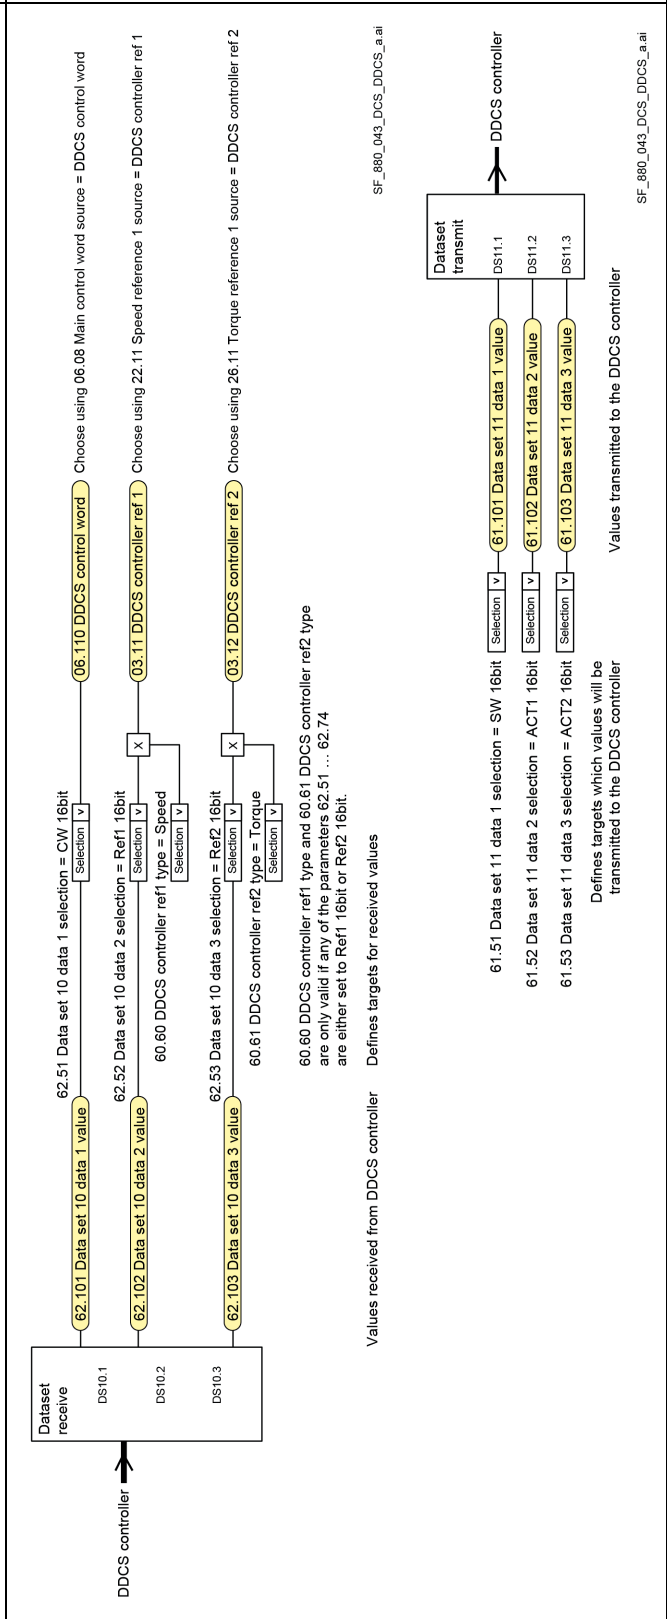 DDCS controller
Dataset
receive
DS10.1
DS10.2
DS10.3
62.101 Data set 10 data 1 value
62.51 Data set 10 data 1 selection = CW 16bit
Selection v
06.110 DDCS control word
Choose using 06.08 Main control word source = DDCS control word
62.102 Data set 10 data 2 value
62.52 Data set 10 data 2 selection = Ref1 16bit
Selection v
X
03.11 DDCS controller ref 1
Choose using 22.11 Speed reference 1 source = DDCS controller ref 1
60.60 DDCS controller ref1 type = Speed
Selection v
62.103 Data set 10 data 3 value
62.53 Data set 10 data 3 selection = Ref2 16bit
Selection v
X
03.12 DDCS controller ref 2
Choose using 26.11 Torque reference 1 source = DDCS controller ref 2
60.61 DDCS controller ref2 type = Torque
Selection v
60.60 DDCS controller ref1 type and 60.61 DDCS controller ref2 type
are only valid if any of the parameters 62.51 ... 62.74
are either set to Ref1 16bit or Ref2 16bit.
Values received from DDCS controller
Defines targets for received values
SF_880_043_DCS_DDCS_a.ai
61.51 Data set 11 data 1 selection = SW 16bit
Selection v
61.101 Data set 11 data 1 value
61.52 Data set 11 data 2 selection = ACT1 16bit
Selection v
61.102 Data set 11 data 2 value
61.53 Data set 11 data 3 selection = ACT2 16bit
Selection v
61.103 Data set 11 data 3 value
Dataset
transmit
DS11.1
DS11.2
DS11.3
DDCS controller
Defines targets which values will be
transmitted to the DDCS controller
Values transmitted to the DDCS controller
SF_880_043_DCS_DDCS_a.ai